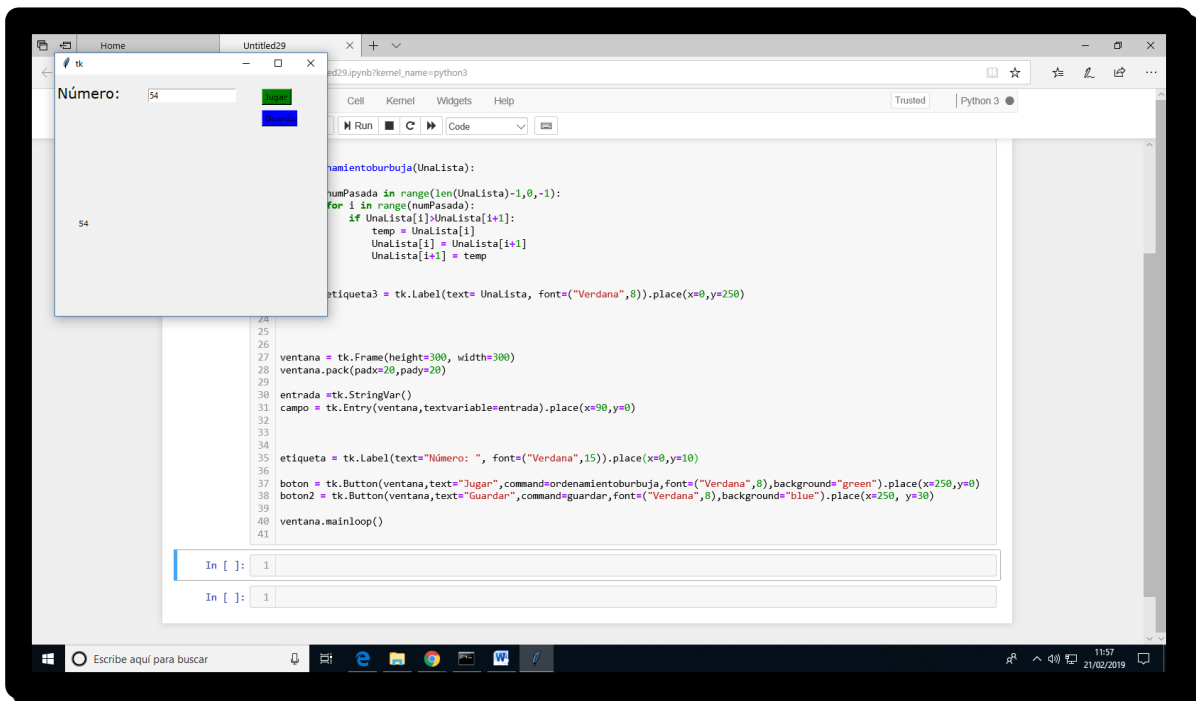 Home
Untitled29
tk
ed29.ipynb?kernel_name=python3
Número:
54
Jugar
Guardar
54
Cell Kernel Widgets Help
Trusted
Python 3
Run
Code
namientoburbuja(UnaLista):
numPasada in range(len(UnaLista)-1,0,-1):
for i in range(numPasada):
if UnaLista[i]>UnaLista[i+1]:
temp = UnaLista[i]
UnaLista[i] = UnaLista[i+1]
UnaLista[i+1] = temp
etiqueta3 = tk.Label(text= UnaLista, font=("Verdana",8)).place(x=0,y=250)
24
25
26
27 ventana = tk.Frame(height=300, width=300)
28 ventana.pack(padx=20,pady=20)
29
30 entrada =tk.StringVar()
31 campo = tk.Entry(ventana,textvariable=entrada).place(x=90,y=0)
32
33
34
35 etiqueta = tk.Label(text="Número: ", font=("Verdana",15)).place(x=0,y=10)
36
37 boton = tk.Button(ventana,text="Jugar",command=ordenamientoburbuja,font=("Verdana",8),background="green").place(x=250,y=0)
38 boton2 = tk.Button(ventana,text="Guardar",command=guardar,font=("Verdana",8),background="blue").place(x=250, y=30)
39
40 ventana.mainloop()
41
In [ ]: 1
In [ ]: 1
Escribe aquí para buscar
11:57
21/02/2019